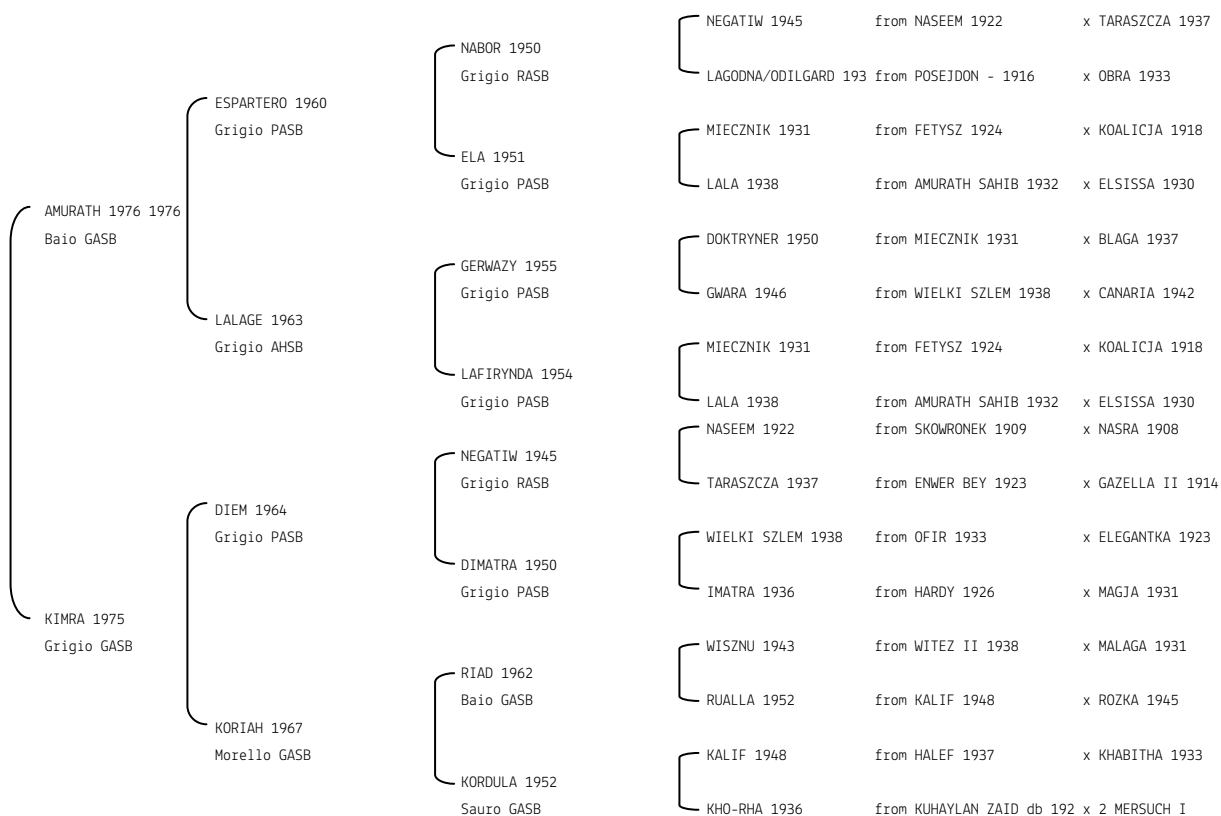 NEGATIW 1945 from NASEEM 1922 x TARASZCZA 1937
NABOR 1950
Grigio RASB
LAGODNA/ODILGARD 193 from POSEJDON - 1916 x OBRA 1933
ESPARTERO 1960
Grigio PASB
MIECZNIK 1931 from FETYSZ 1924 x KOALICJA 1918
ELA 1951
Grigio PASB
LALA 1938 from AMURATH SAHIB 1932 x ELSISSA 1930
AMURATH 1976 1976
Baio GASB
DOKTRYNER 1950 from MIECZNIK 1931 x BLAGA 1937
GERWAZY 1955
Grigio PASB
GWARA 1946 from WIELKI SZLEM 1938 x CANARIA 1942
LALAGE 1963
Grigio AHSB
MIECZNIK 1931 from FETYSZ 1924 x KOALICJA 1918
LAFIRYNDA 1954
Grigio PASB
LALA 1938 from AMURATH SAHIB 1932 x ELSISSA 1930
NASEEM 1922 from SKOWRONEK 1909 x NASRA 1908
NEGATIW 1945
Grigio RASB
TARASZCZA 1937 from ENWER BEY 1923 x GAZELLA II 1914
DIEM 1964
Grigio PASB
WIELKI SZLEM 1938 from OFIR 1933 x ELEGANTKA 1923
DIMATRA 1950
Grigio PASB
IMATRA 1936 from HARDY 1926 x MAGJA 1931
KIMRA 1975
Grigio GASB
WISZNU 1943 from WITEZ II 1938 x MALAGA 1931
RIAD 1962
Baio GASB
RUALLA 1952 from KALIF 1948 x ROZKA 1945
KORIAH 1967
Morello GASB
KALIF 1948 from HALEF 1937 x KHABITHA 1933
KORDULA 1952
Sauro GASB
KHO-RHA 1936 from KUHAYLAN ZAID db 192 x 2 MERSUCH I